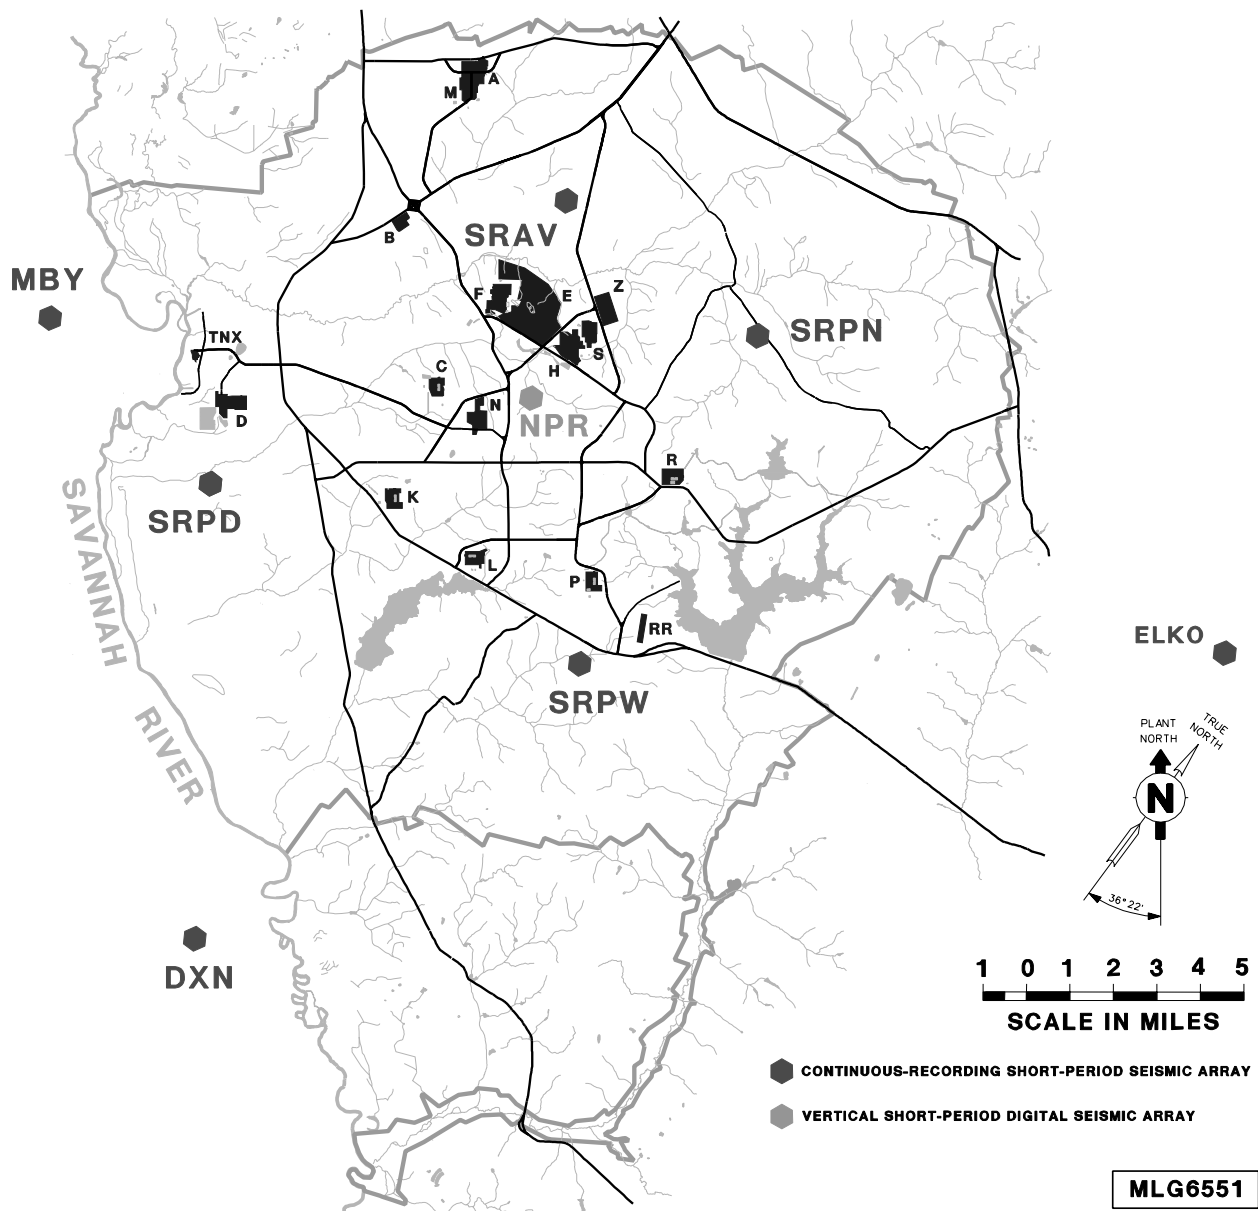 A
M
B
SRAV
MBY
F
E
Z
TNX
S
SRPN
C
H
N
NPR
D
R
K
SRPD
SAVANNAH
RIVER
L
P
RR
ELKO
SRPW
PLANT
NORTH
TRUE
NORTH
N
36° 22'
DXN
1 0 1 2 3 4 5
SCALE IN MILES
CONTINUOUS-RECORDING SHORT-PERIOD SEISMIC ARRAY
VERTICAL SHORT-PERIOD DIGITAL SEISMIC ARRAY
MLG6551